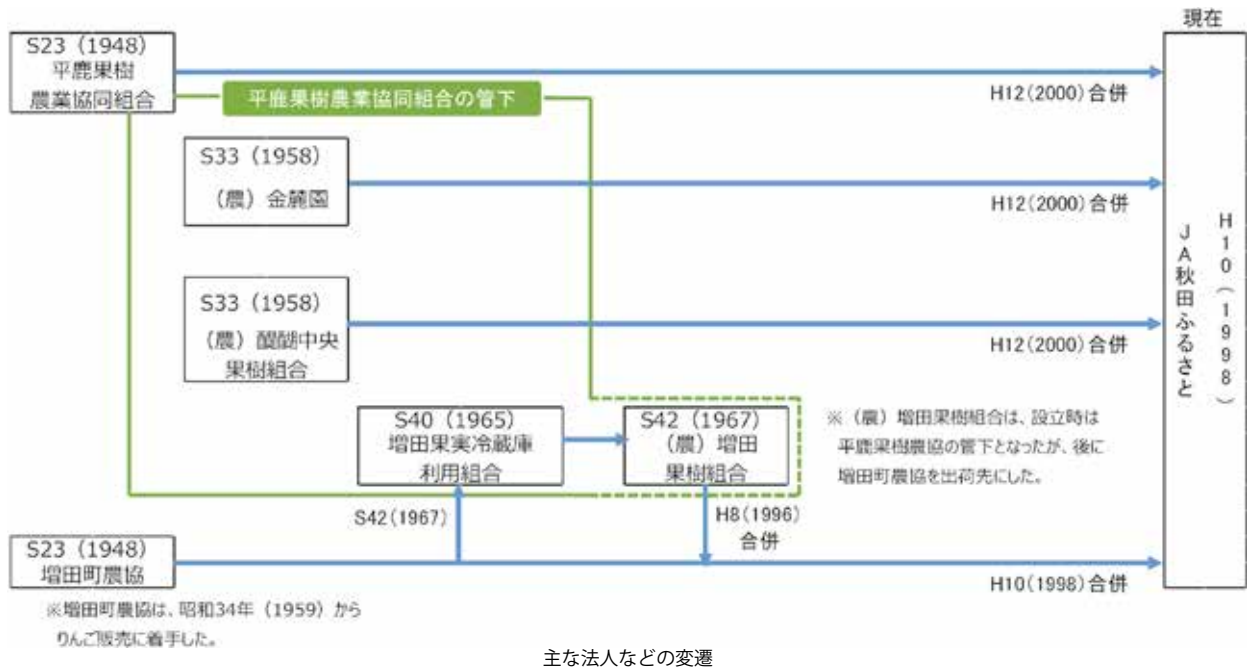 現在
S23（1948）
平鹿果樹
農業協同組合
平鹿果樹農業協同組合の管下
H12(2000)合併
S33（1958）
（農）金麓園
H12(2000)合併
S33（1958）
（農）醍醐中央
果樹組合
H12(2000)合併
H10（1998）
JA秋田ふるさと
S40（1965）
増田果実冷蔵庫
利用組合
S42（1967）
（農）増田
果樹組合
※（農）増田果樹組合は、設立時は
平鹿果樹農協の管下となったが、後に
増田町農協を出荷先にした。
S42(1967)
H8(1996)
合併
S23（1948）
増田町農協
H10(1998)合併
※増田町農協は、昭和34年（1959）から
りんご販売に着手した。
主な法人などの変遷